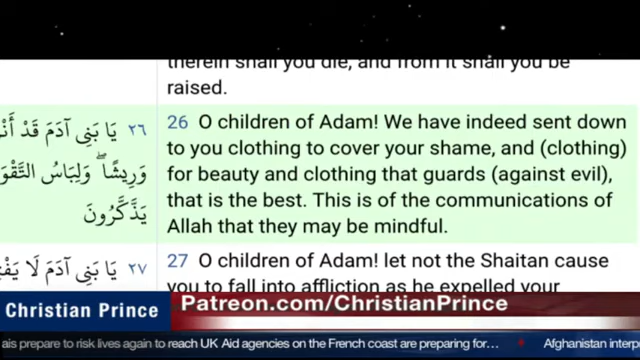 therein shall you die, and from it shall you be
raised.
٢٦ يَا بَنِي آدَمَ قَدْ
26 O children of Adam! We have indeed sent down
to you clothing to cover your shame, and (clothing)
وَرِيشًا ۖ وَلِبَاسُ
for beauty and clothing that guards (against evil),
that is the best. This is of the communications of
يَذَّكَّرُونَ
Allah that they may be mindful.
٢٧ يَا بَنِي آدَمَ لَا
27 O children of Adam! let not the Shaitan cause
you to fall into affliction as he expelled your
Christian Prince
Patreon.com/ChristianPrince
ais prepare to risk lives again to reach UK Aid agencies on the French coast are preparing for…
Afghanistan interp